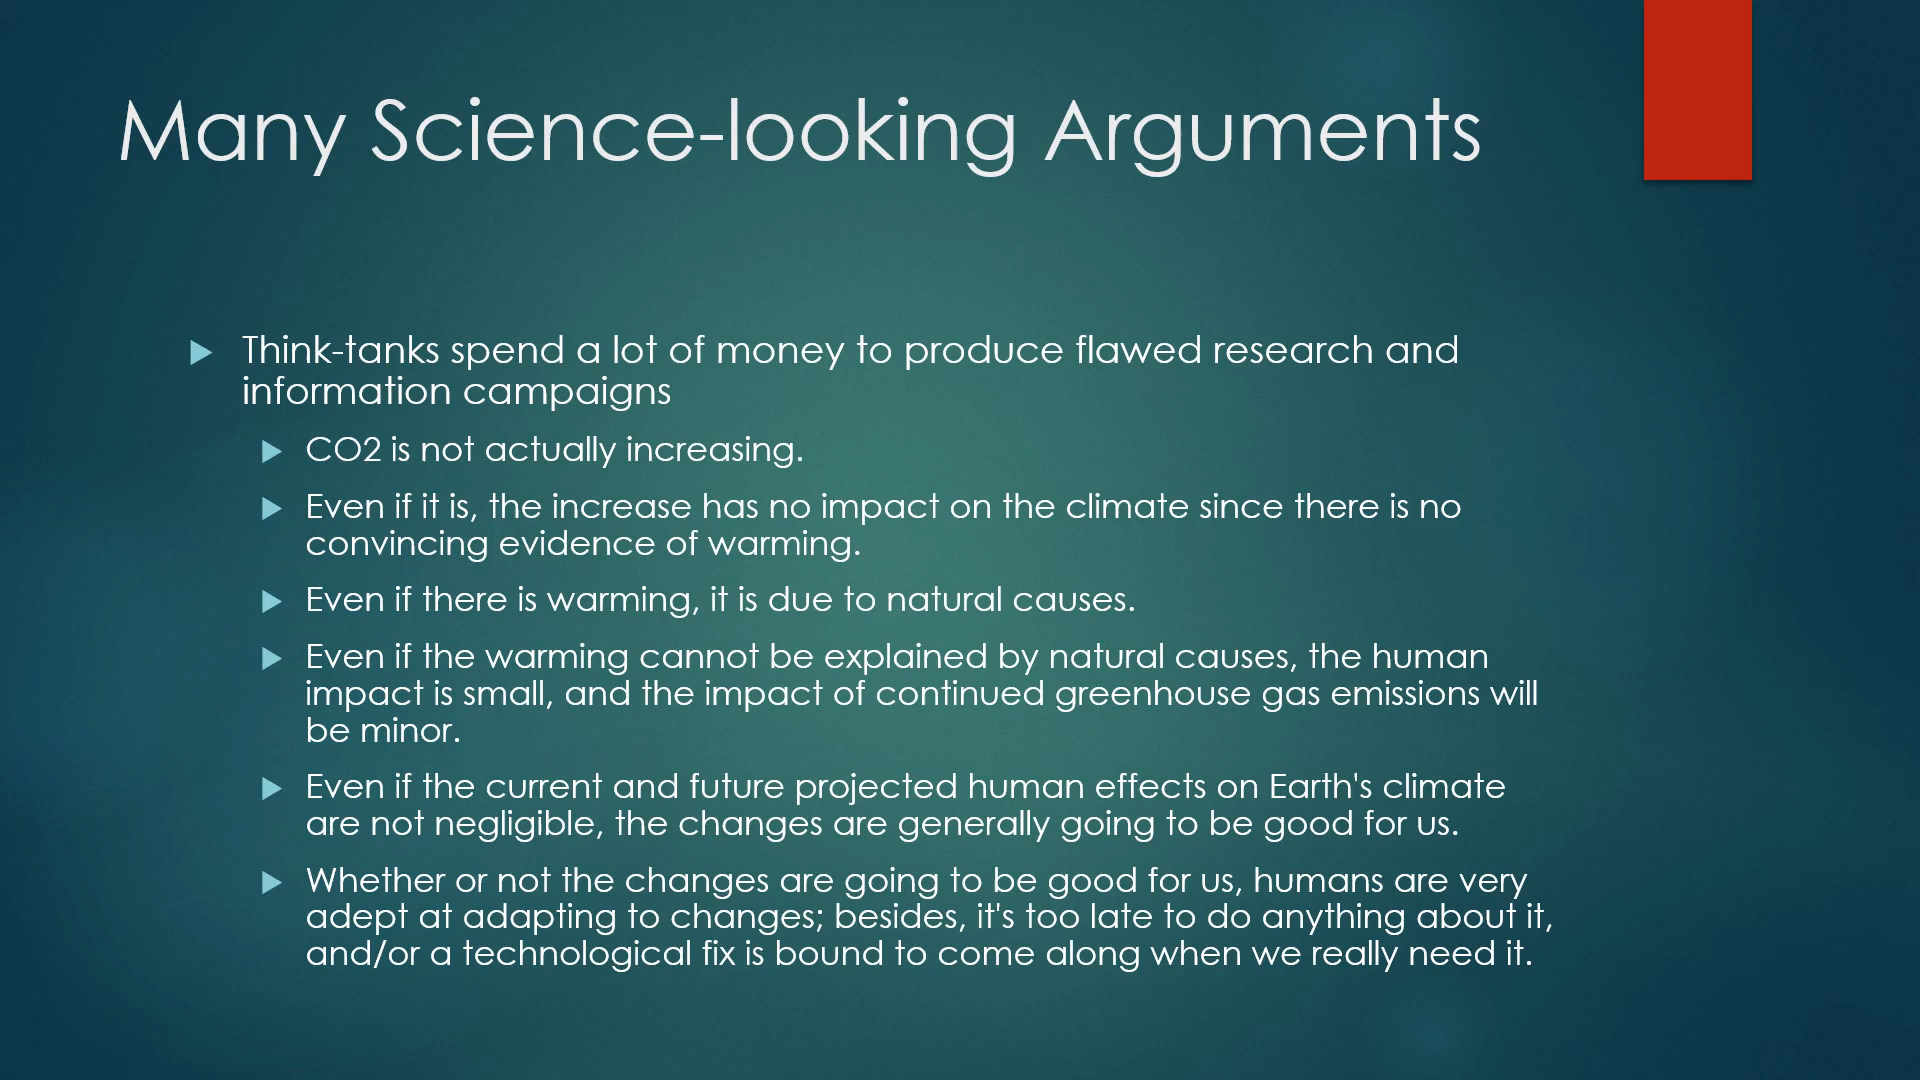 Many Science-looking Arguments
Think-tanks spend a lot of money to produce flawed research and
information campaigns
CO2 is not actually increasing.
Even if it is, the increase has no impact on the climate since there is no
convincing evidence of warming.
Even if there is warming, it is due to natural causes.
Even if the warming cannot be explained by natural causes, the human
impact is small, and the impact of continued greenhouse gas emissions will
be minor.
Even if the current and future projected human effects on Earth's climate
are not negligible, the changes are generally going to be good for us.
Whether or not the changes are going to be good for us, humans are very
adept at adapting to changes; besides, it's too late to do anything about it,
and/or a technological fix is bound to come along when we really need it.